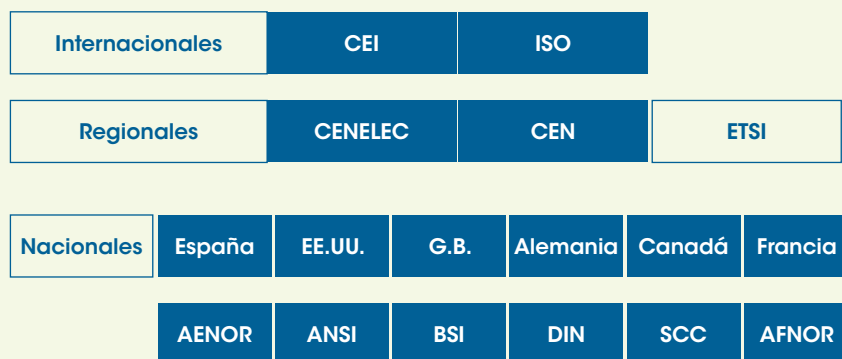 Internacionales CEI ISO
Regionales CENELEC CEN ETSI
Nacionales España EE.UU. G.B. Alemania Canadá Francia
AENOR ANSI BSI DIN SCC AFNOR